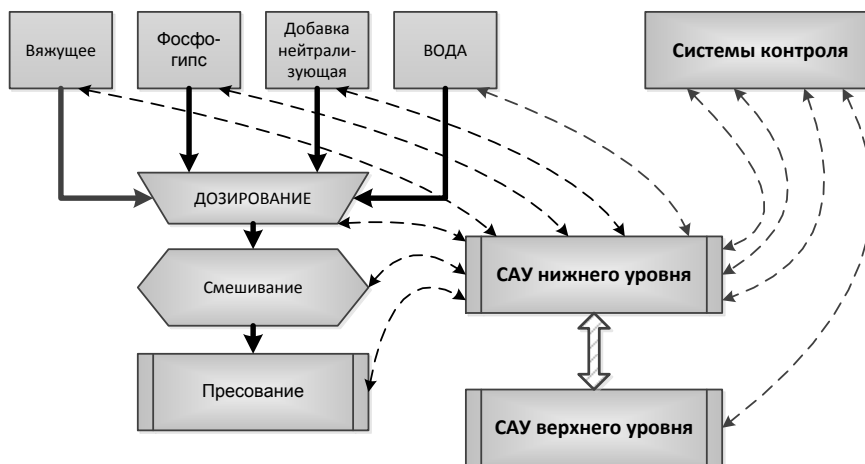 Вяжущее
Фосфо-
гипс
Добавка
нейтрали-
зующая
ВОДА
Системы контроля
ДОЗИРОВАНИЕ
САУ нижнего уровня
Смешивание
Пресование
САУ верхнего уровня